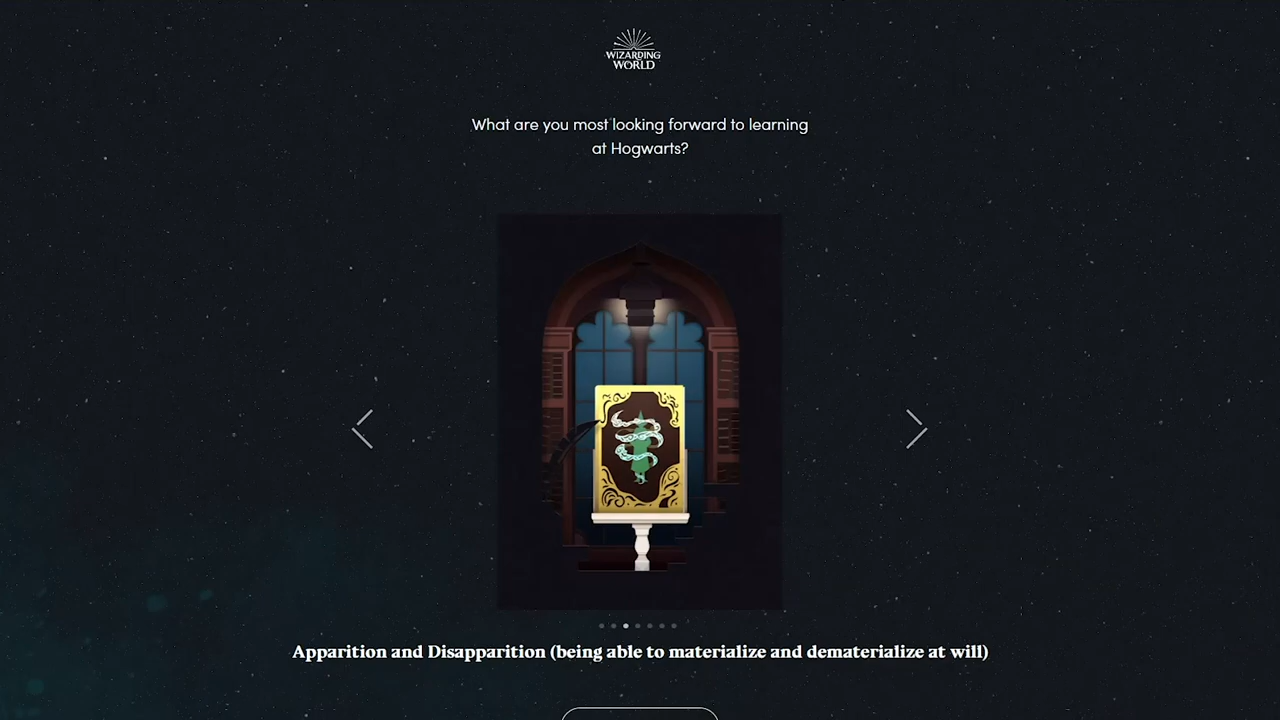 WIZARDING
WORLD
What are you most looking forward to learning
at Hogwarts?
Apparition and Disapparition (being able to materialize and dematerialize at will)